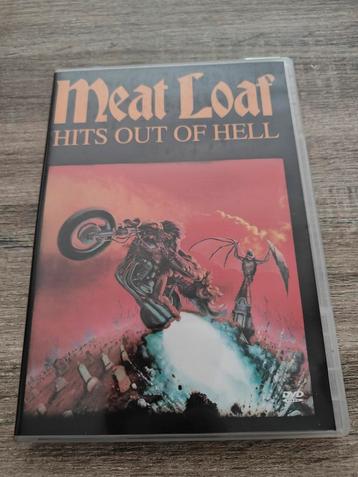 Meat Loaf
HITS OUT OF HELL
DVD